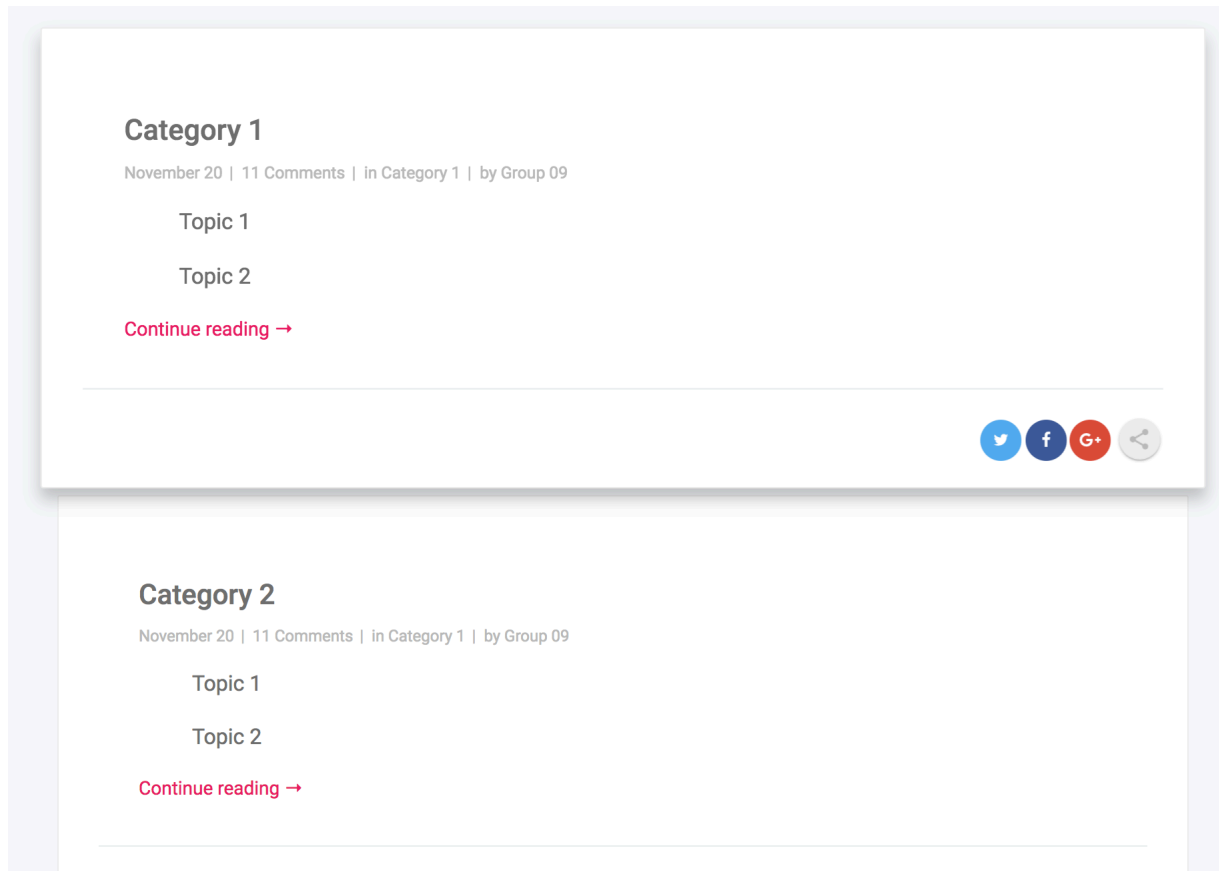 Category 1
November 20 | 11 Comments | in Category 1 | by Group 09
Topic 1
Topic 2
Continue reading →
f G+
Category 2
November 20 | 11 Comments | in Category 1 | by Group 09
Topic 1
Topic 2
Continue reading →